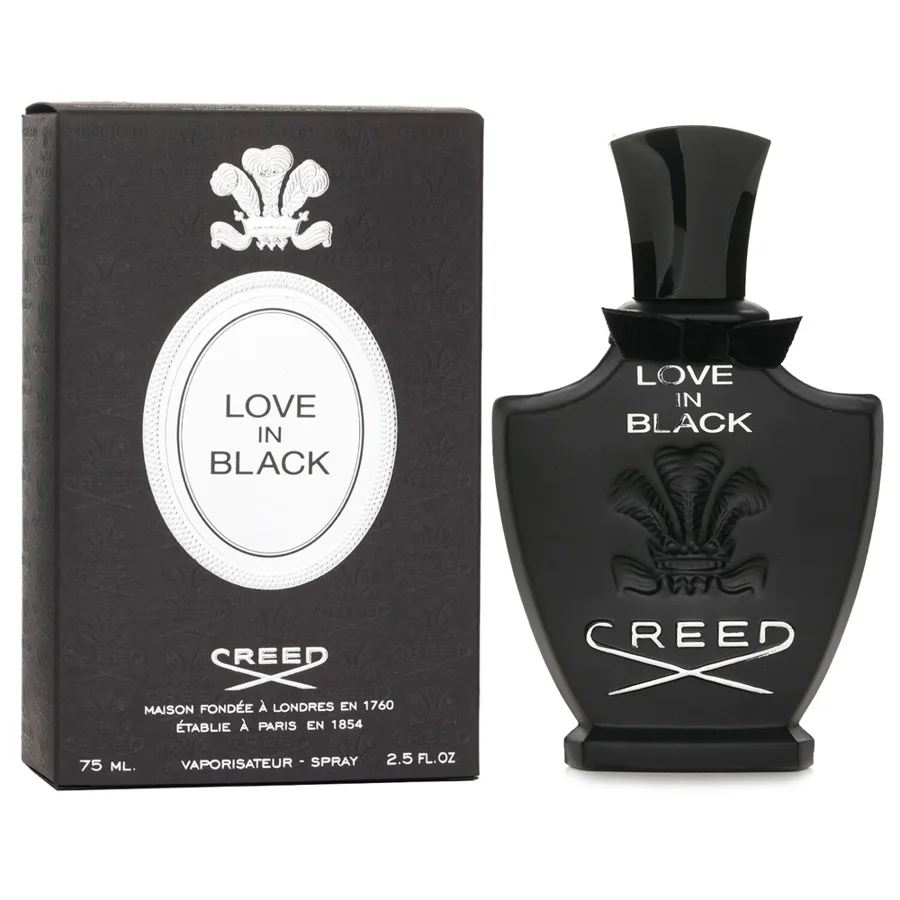 LOVE
IN
BLACK
CREED
MAISON FONDÉE À LONDRES EN 1760
ÉTABLIE À PARIS EN 1854
75 ML.
VAPORISATEUR - SPRAY
2.5 FL.OZ
LOVE
IN
BLACK
CREED